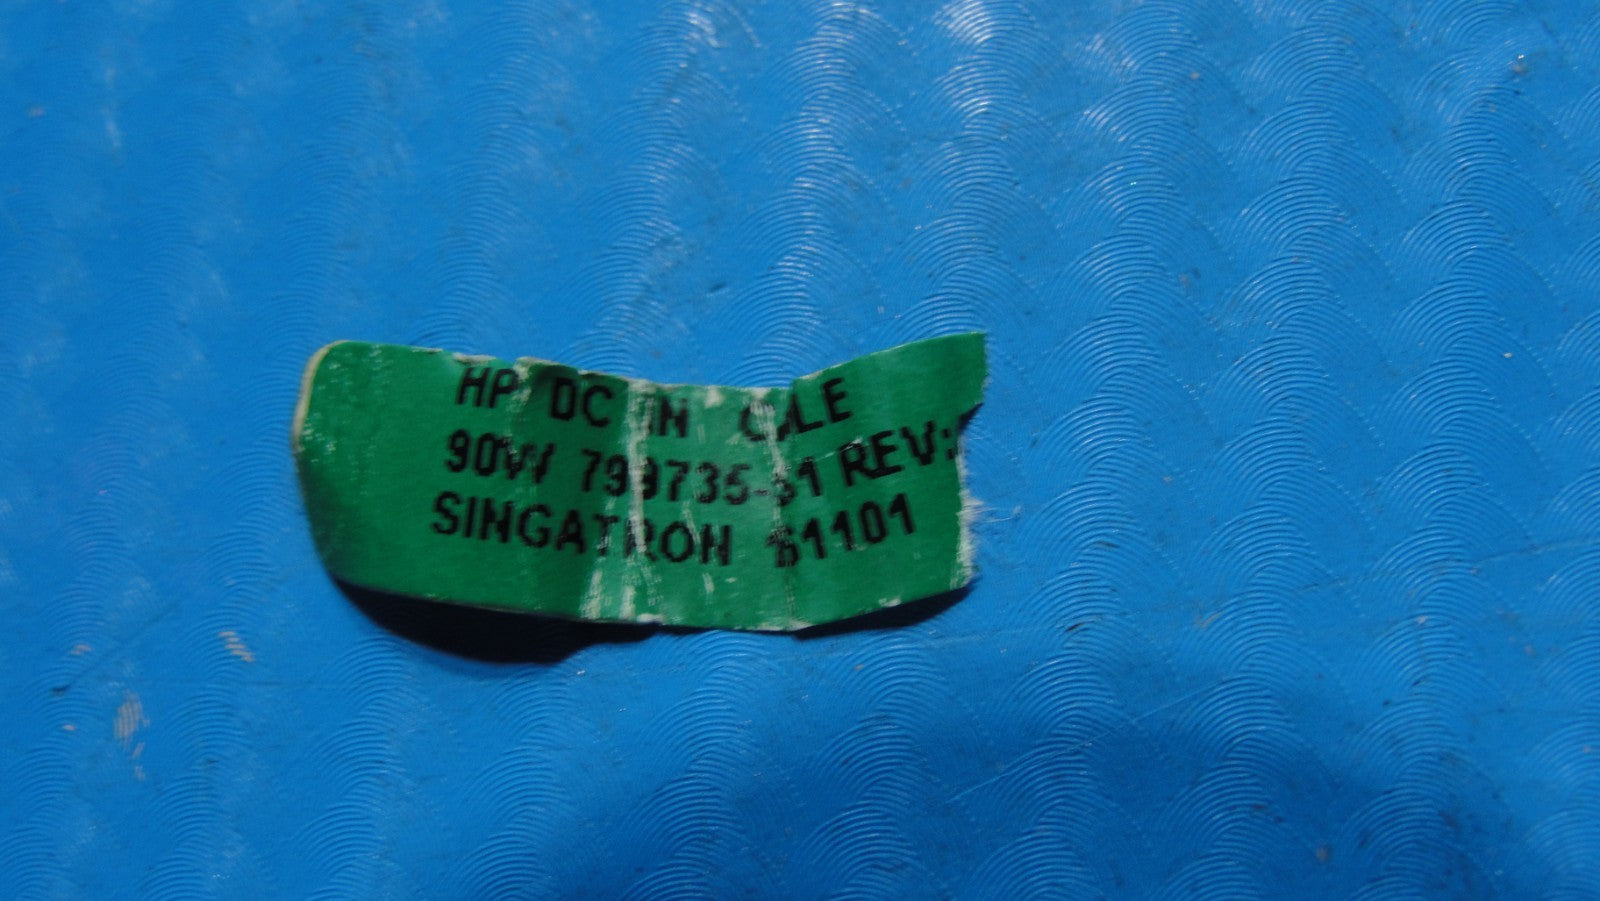 HP DC IN
90W 799735-S1 REV:
SINGATRON